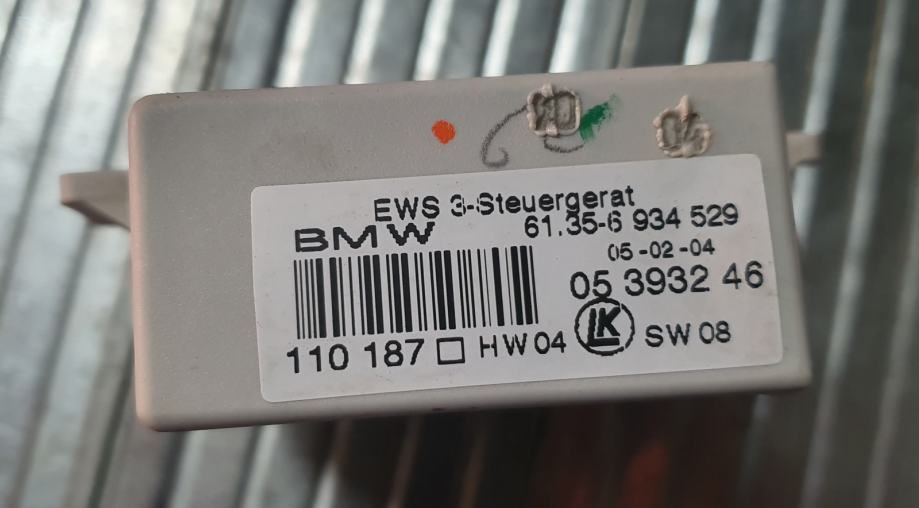 EWS 3-Steuergerat
BMW 61.35-6 934 529
05-02-04
05 3932 46
110 187 HW 04 LK SW 08